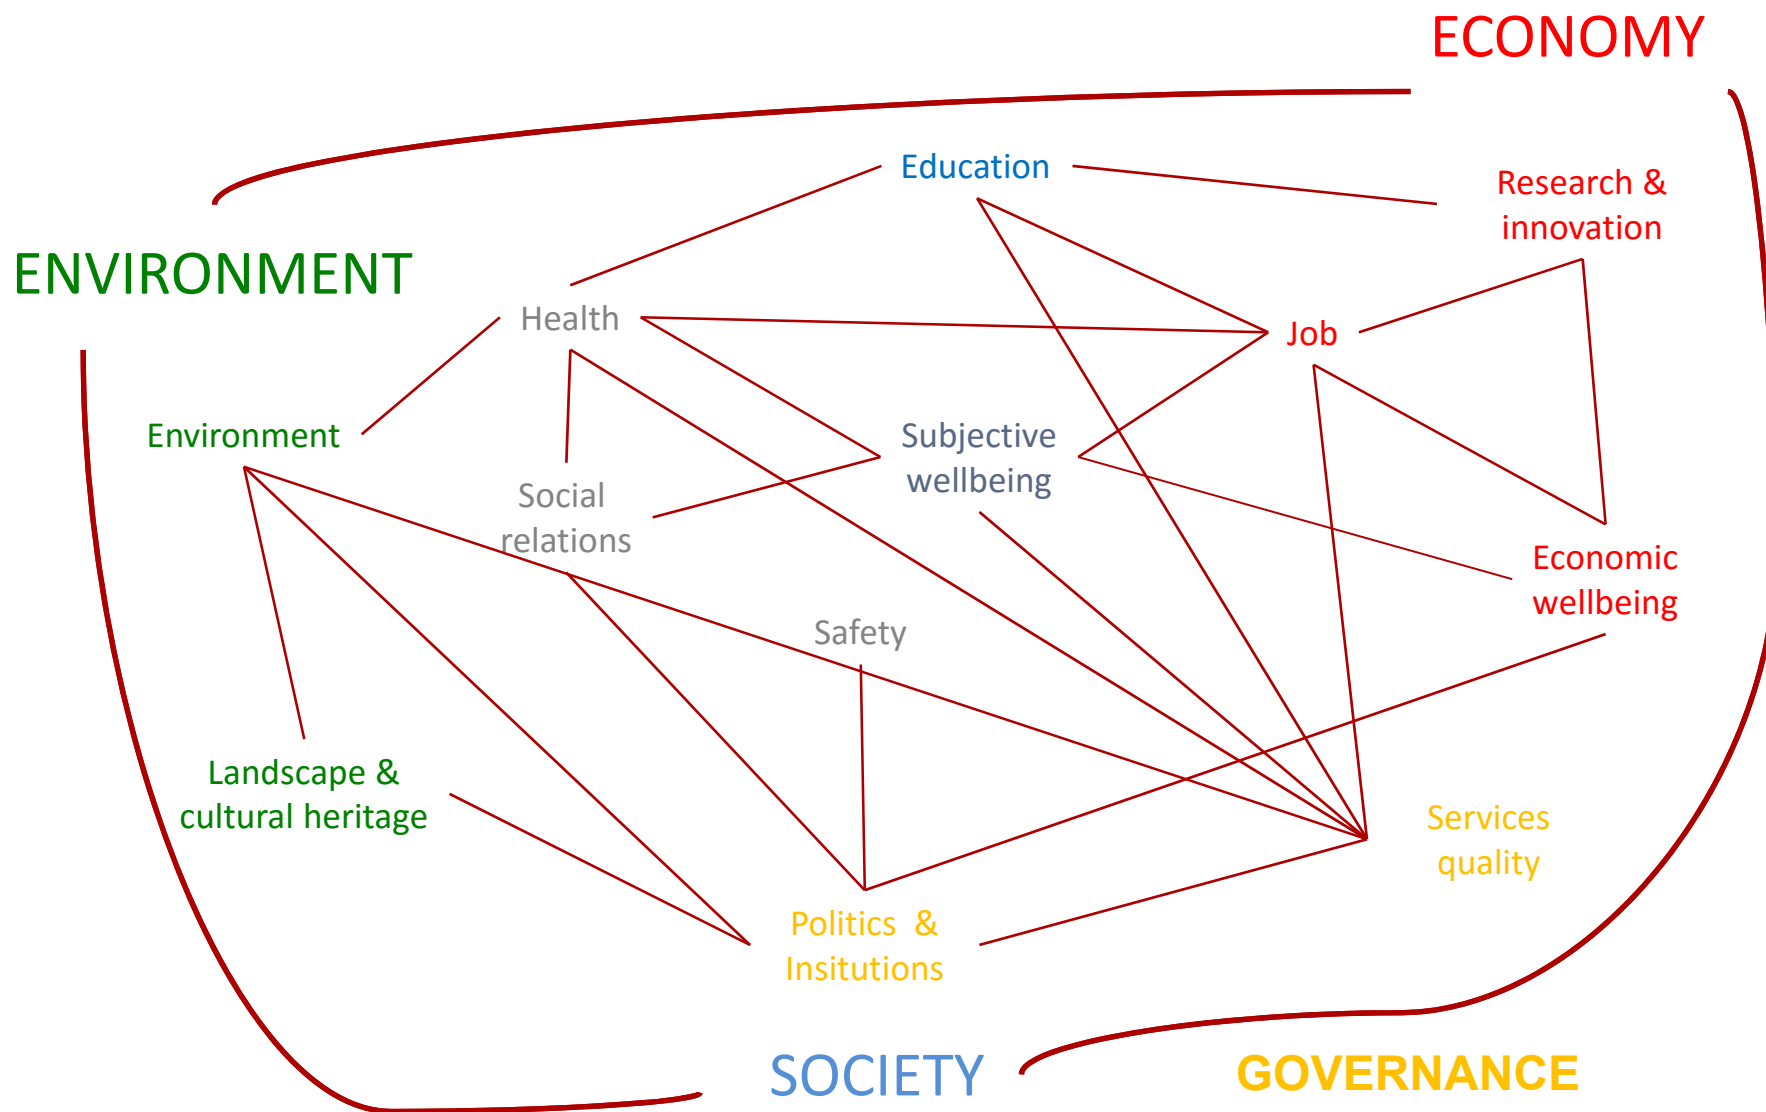 ECONOMY
Education
Research &
innovation
ENVIRONMENT
Health
Job
Environment
Subjective
wellbeing
Social
relations
Economic
wellbeing
Safety
Landscape &
cultural heritage
Services
quality
Politics  &
Insitutions
SOCIETY
GOVERNANCE